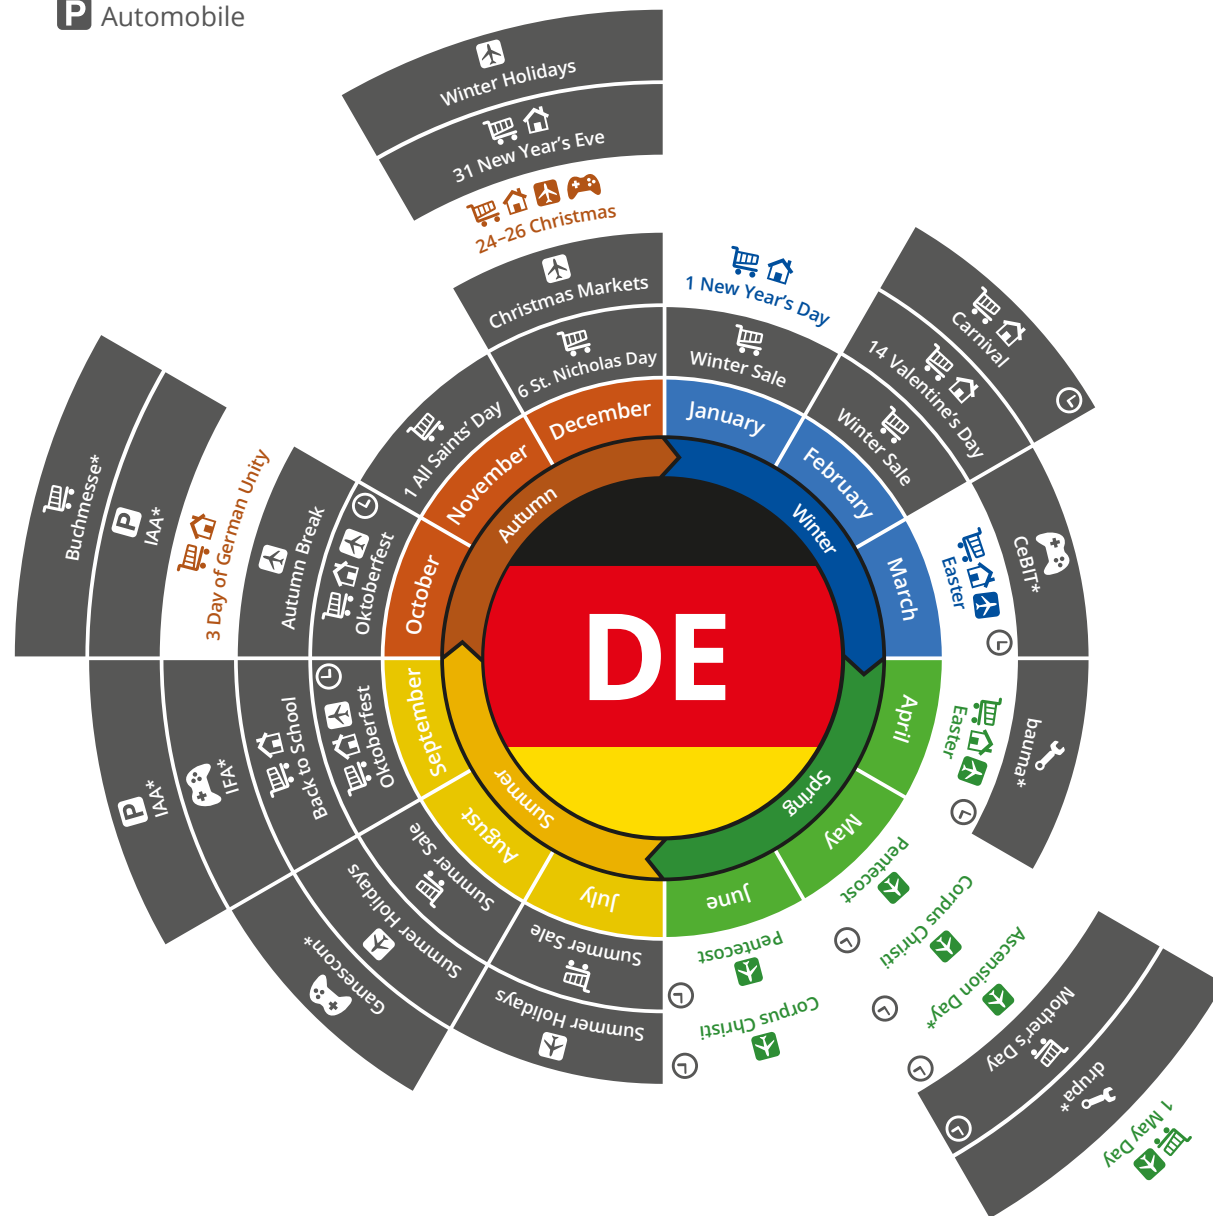 P Automobile
Winter Holidays
31 New Year's Eve
24–26 Christmas
Christmas Markets
6 St. Nicholas Day
December
1 New Year's Day
Winter Sale
January
Carnival
14 Valentine's Day
Winter Sale
February
CeBIT*
Easter
March
bauma*
Easter
April
May
Pentecost
Corpus Christi
Ascension Day*
Mother's Day
drupa*
1 May Day
June
Pentecost
Corpus Christi
July
Summer Sale
Summer Holidays
August
Summer Sale
Summer Holidays
Gamescom*
September
Oktoberfest
Back to School
IFA*
P IAA*
October
Oktoberfest
Autumn Break
3 Day of German Unity
P IAA*
Buchmesse*
November
1 All Saints' Day
Autumn
Winter
Spring
Summer
DE